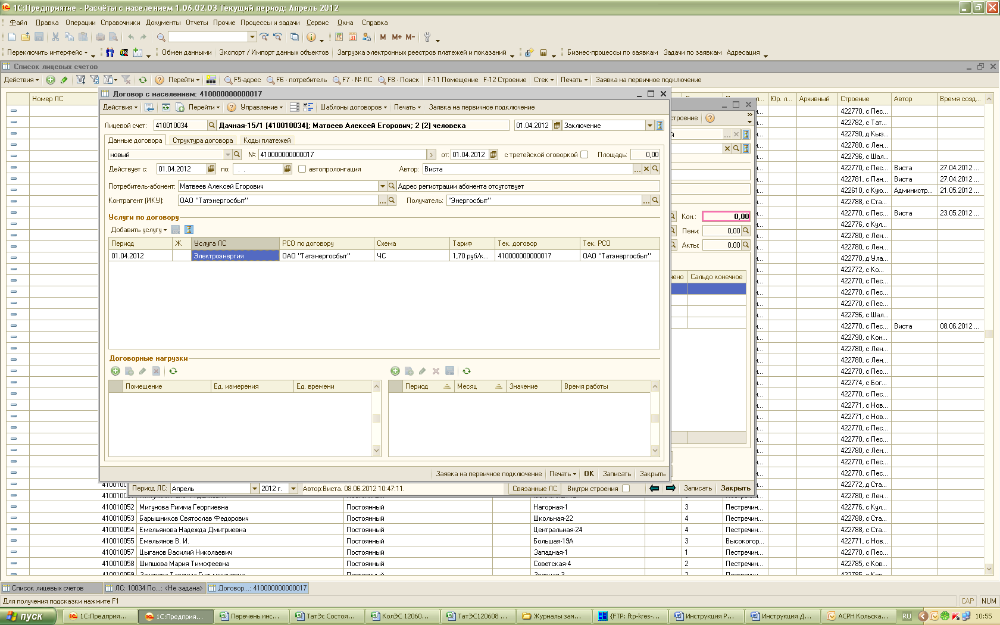 1С:Предприятие - Расчёты с населением 1.06.02.03 Текущий период: Апрель 2012
Файл Правка Операции Справочники Документы Отчеты Прочие Процессы и задачи Сервис Окна Справка
M M+ M-
Переключить интерфейс Обмен данными Экспорт / Импорт данных объектов Загрузка электронных реестров платежей и показаний Бизнес-процессы по заявкам Задачи по заявкам Адресация
Список лицевых счетов
Действия Перейти F5-адрес F6 - потребитель F7 - № ЛС F8 - Поиск F-11 Помещение F-12 Строение Стек Печать Заявка на первичное подключение
Номер ЛС Юр. л... Архивный Строение Автор Время созд...
Договор с населением: 410000000000017
Действия Перейти Управление Шаблоны договоров Печать Заявка на первичное подключение
Лицевой счет: 410010034 Дачная-15/1 [410010034]; Матвеев Алексей Егорович; 2 (2) человека 01.04.2012 Заключение
Данные договора Структура договора Коды платежей
новый №: 410000000000017 от: 01.04.2012 с третейской оговоркой Площадь: 0,00
Действует с: 01.04.2012 по: . . автопролонгация Автор: Виста
Потребитель-абонент: Матвеев Алексей Егорович Адрес регистрации абонента отсутствует
Контрагент (ИКУ): ОАО "Татэнергосбыт" Получатель: "Энергосбыт"
Услуги по договору
Добавить услугу
Период Ж Услуга ЛС РСО по договору Схема Тариф Тек. договор Тек. РСО
01.04.2012 Электроэнергия ОАО "Татэнергосбыт" ЧС 1,70 руб/к... 410000000000017 ОАО "Татэнергосбыт"
Договорные нагрузки
Помещение Ед. измерения Ед. времени
Период Месяц Значение Время работы
Заявка на первичное подключение Печать OK Записать Закрыть
строение
Кон.: 0,00
Пени: 0,00
Акты: 0,00
чено Сальдо конечное
422770, с Пес...
422782, с Тат...
422790, д Кыз...
422780, с Лен...
422796, с Шал...
422770, с Пес... Виста 27.04.2012 ...
422781, с Пан... Виста 27.04.2012 ...
422610, с Кую... Администр... 21.05.2012 ...
422788, с Ста...
422770, с Пес... Виста 23.05.2012 ...
422776, с Кул...
422780, с Лен...
422780, с Лен...
422770, д Ула...
422772, с Ко...
422770, с Пес...
422770, с Пес...
422770, с Пес...
422796, с Шал...
422770, с Пес... Виста 08.06.2012 ...
422790, с Кон...
422780, с Лен...
422780, с Лен...
422770, с Пес...
422774, с Бог...
422770, с Пес...
422771, с Нов...
422771, с Нов...
422770, с Пес...
422770, с Пес...
422780, с Лен...
422770, с Пес...
422770, с Пес...
422772, д Ста...
422780, с Лен...
Период ЛС: Апрель 2012 г. Автор:Виста. 08.06.2012 10:47:11. Связанные ЛС Внутри строения Записать Закрыть
410010052 Мигунова Римма Георгиевна Постоянный Нагорная-1 3 Пестречин... 422776, с Кул...
410010053 Барышников Святослав Федорович Постоянный Школьная-22 4 Пестречин... 422788, с Ста...
410010054 Емельянова Надежда Дмитриевна Постоянный Центральная-24 4 Пестречин... 422788, с Ста...
410010055 Емельянов В. И. Постоянный Большая-19А 3 Высокогор... 422771, с Нов...
410010057 Цыганов Василий Николаевич Постоянный Западная-1 1 Пестречин... 422770, с Пес...
410010058 Шипшова Мария Тимофеевна Постоянный Советская-4 2 Пестречин... 422785, с Ков...
Список лицевых счетов ЛС: 10034 По...: <Не задана> Договор...: 410000000000017
Для получения подсказки нажмите F1 CAP NUM
пуск 1С:Предприя... 1С:Предприя... Перечень инс... ТатЭс Состоя... КолЭС 12060... ТатЭС120608 ... Журналы зам... {FTP: ftp-kres-... Инструкция Р... Инструкция Д... АСРН Кольска... RU 10:55